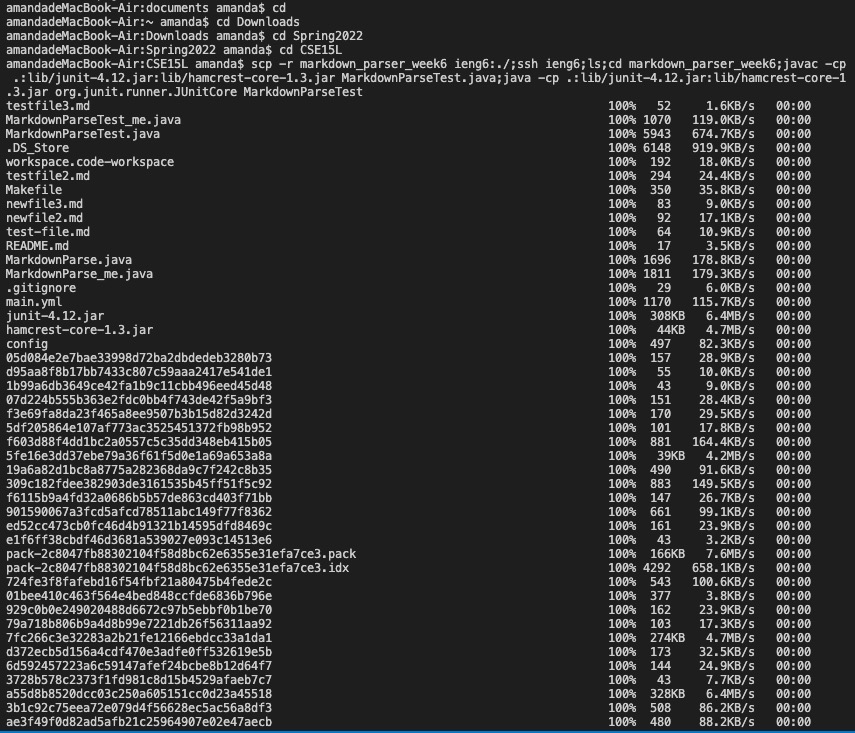 amandadeMacBook-Air:documents amanda$ cd
amandadeMacBook-Air:~ amanda$ cd Downloads
amandadeMacBook-Air:Downloads amanda$ cd Spring2022
amandadeMacBook-Air:Spring2022 amanda$ cd CSE15L
amandadeMacBook-Air:CSE15L amanda$ scp -r markdown_parser_week6 ieng6:./;ssh ieng6;ls;cd markdown_parser_week6;javac -cp
.:lib/junit-4.12.jar:lib/hamcrest-core-1.3.jar MarkdownParseTest.java;java -cp .:lib/junit-4.12.jar:lib/hamcrest-core-1
.3.jar org.junit.runner.JUnitCore MarkdownParseTest
testfile3.md 100% 52 1.6KB/s 00:00
MarkdownParseTest_me.java 100% 1070 119.0KB/s 00:00
MarkdownParseTest.java 100% 5943 674.7KB/s 00:00
.DS_Store 100% 6148 919.9KB/s 00:00
workspace.code-workspace 100% 192 18.0KB/s 00:00
testfile2.md 100% 294 24.4KB/s 00:00
Makefile 100% 350 35.8KB/s 00:00
newfile3.md 100% 83 9.0KB/s 00:00
newfile2.md 100% 92 17.1KB/s 00:00
test-file.md 100% 64 10.9KB/s 00:00
README.md 100% 17 3.5KB/s 00:00
MarkdownParse.java 100% 1696 178.8KB/s 00:00
MarkdownParse_me.java 100% 1811 179.3KB/s 00:00
.gitignore 100% 29 6.0KB/s 00:00
main.yml 100% 1170 115.7KB/s 00:00
junit-4.12.jar 100% 308KB 6.4MB/s 00:00
hamcrest-core-1.3.jar 100% 44KB 4.7MB/s 00:00
config 100% 497 82.3KB/s 00:00
05d084e2e7bae33998d72ba2dbdedeb3280b73 100% 157 28.9KB/s 00:00
d95aa8f8b17bb7433c807c59aaa2417e541de1 100% 55 10.0KB/s 00:00
1b99a6db3649ce42fa1b9c11cbb496eed45d48 100% 43 9.0KB/s 00:00
07d224b555b363e2fdc0bb4f743de42f5a9bf3 100% 151 28.4KB/s 00:00
f3e69fa8da23f465a8ee9507b3b15d82d3242d 100% 170 29.5KB/s 00:00
5df205864e107af773ac3525451372fb98b952 100% 101 17.8KB/s 00:00
f603d88f4dd1bc2a0557c5c35dd348eb415b05 100% 881 164.4KB/s 00:00
5fe16e3dd37ebe79a36f61f5d0e1a69a653a8a 100% 39KB 4.2MB/s 00:00
19a6a82d1bc8a8775a282368da9c7f242c8b35 100% 490 91.6KB/s 00:00
309c182fdee382903de3161535b45ff51f5c92 100% 883 149.5KB/s 00:00
f6115b9a4fd32a0686b5b57de863cd403f71bb 100% 147 26.7KB/s 00:00
901590067a3fcd5afcd78511abc149f77f8362 100% 661 99.1KB/s 00:00
ed52cc473cb0fc46d4b91321b14595dfd8469c 100% 161 23.9KB/s 00:00
e1f6ff38cbdf46d3681a539027e093c14513e6 100% 43 3.2KB/s 00:00
pack-2c8047fb88302104f58d8bc62e6355e31efa7ce3.pack 100% 166KB 7.6MB/s 00:00
pack-2c8047fb88302104f58d8bc62e6355e31efa7ce3.idx 100% 4292 658.1KB/s 00:00
724fe3f8fafebd16f54fbf21a80475b4fede2c 100% 543 100.6KB/s 00:00
01bee410c463f564e4bed848ccfde6836b796e 100% 377 3.8KB/s 00:00
929c0b0e249020488d6672c97b5ebbf0b1be70 100% 162 23.9KB/s 00:00
79a718b806b9a4d8b99e7221db26f56311aa92 100% 103 17.3KB/s 00:00
7fc266c3e32283a2b21fe12166ebdcc33a1da1 100% 274KB 4.7MB/s 00:00
d372ecb5d156a4cdf470e3adfe0ff532619e5b 100% 173 32.5KB/s 00:00
6d592457223a6c59147afef24bcbe8b12d64f7 100% 144 24.9KB/s 00:00
3728b578c2373f1fd981c8d15b4529afaeb7c7 100% 43 7.7KB/s 00:00
a55d8b8520dcc03c250a605151cc0d23a45518 100% 328KB 6.4MB/s 00:00
3b1c92c75eea72e079d4f56628ec5ac56a8df3 100% 508 86.2KB/s 00:00
ae3f49f0d82ad5afb21c25964907e02e47aecb 100% 480 88.2KB/s 00:00